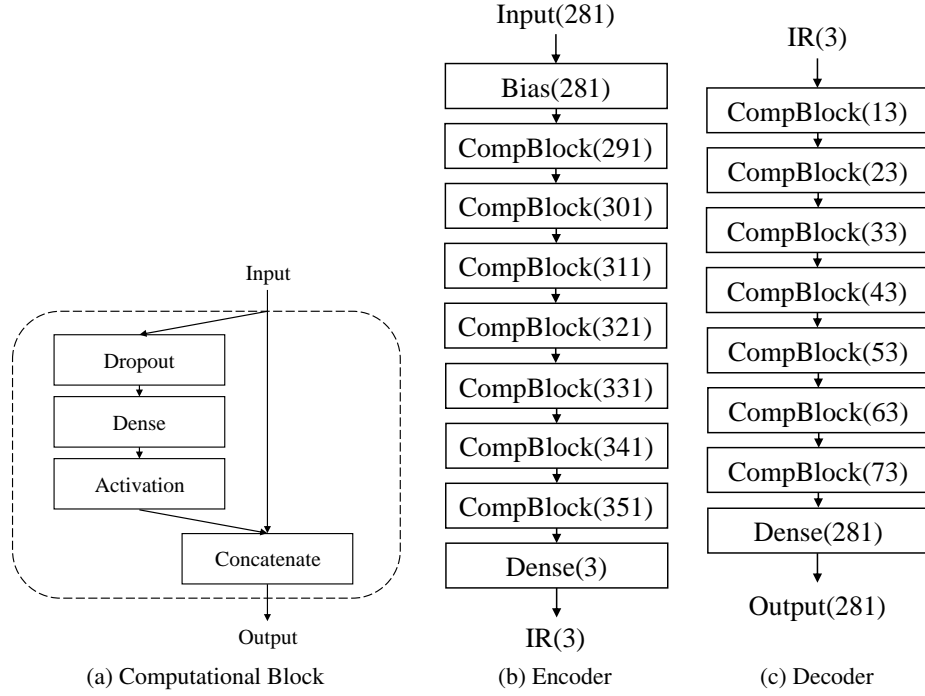 Input
Dropout
Dense
Activation
Concatenate
Output
(a) Computational Block
Input(281)
Bias(281)
CompBlock(291)
CompBlock(301)
CompBlock(311)
CompBlock(321)
CompBlock(331)
CompBlock(341)
CompBlock(351)
Dense(3)
IR(3)
(b) Encoder
IR(3)
CompBlock(13)
CompBlock(23)
CompBlock(33)
CompBlock(43)
CompBlock(53)
CompBlock(63)
CompBlock(73)
Dense(281)
Output(281)
(c) Decoder